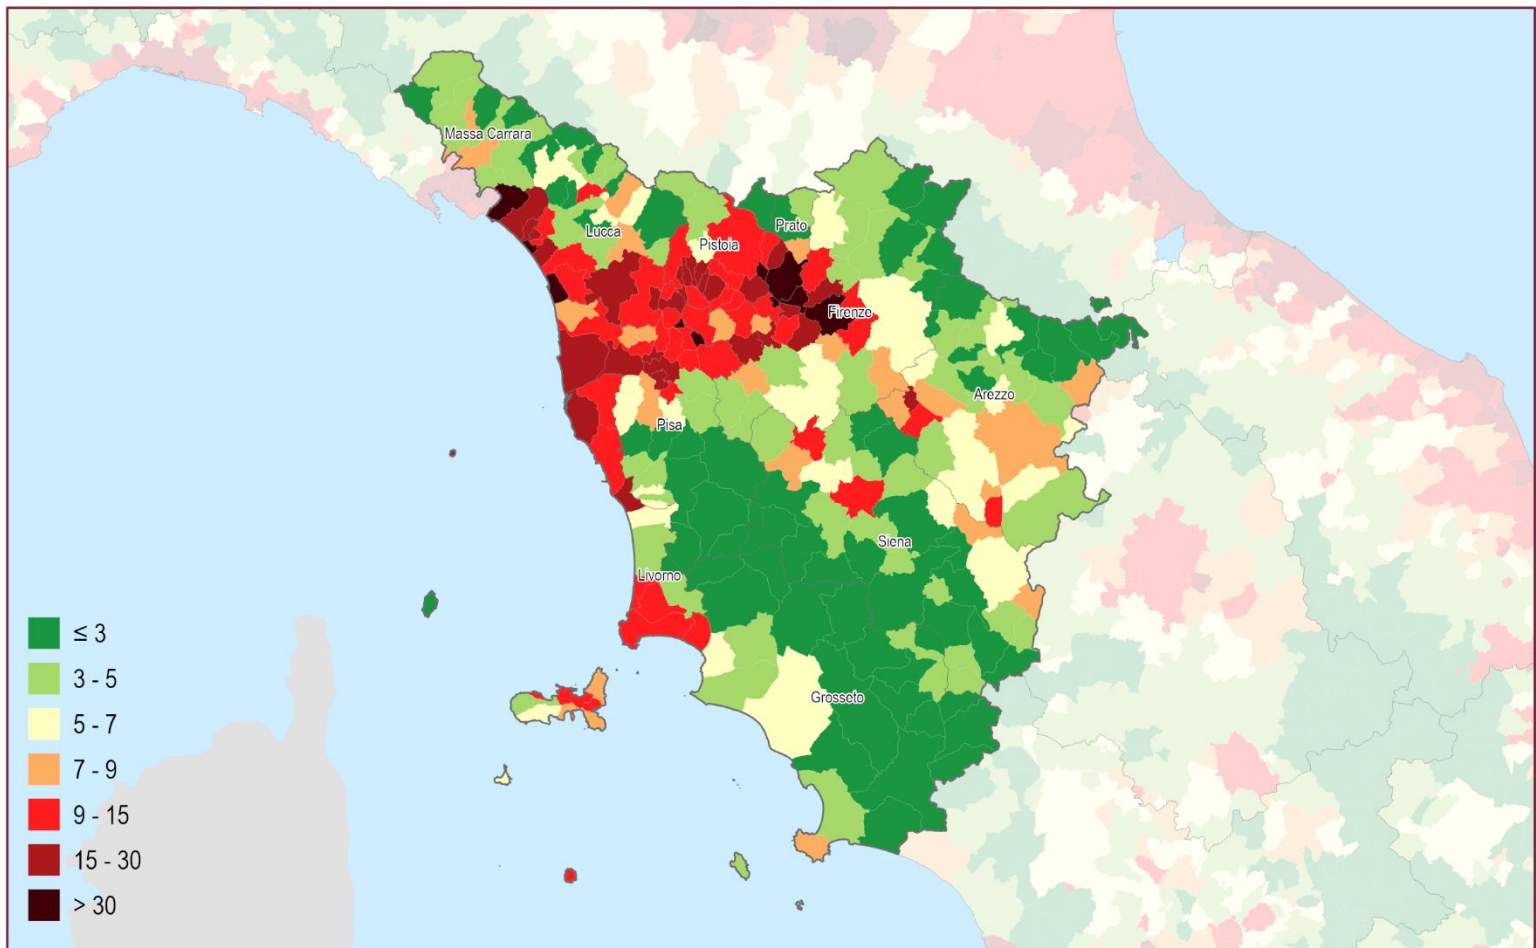 Massa Carrara
Lucca
Pistoia
Prato
Firenze
Arezzo
Pisa
Siena
Livorno
Grosseto
≤ 3
3 - 5
5 - 7
7 - 9
9 - 15
15 - 30
> 30